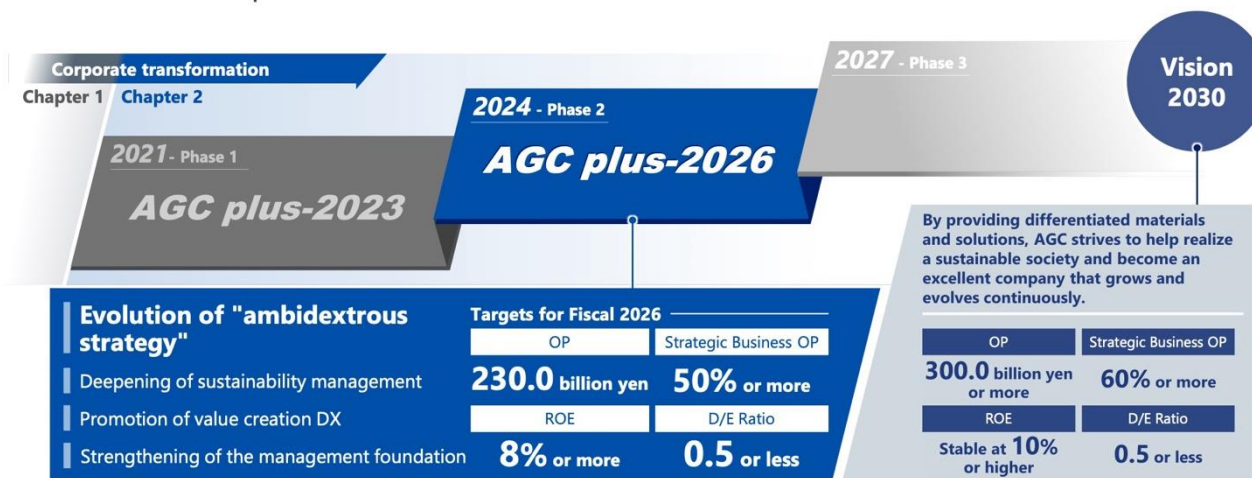 Corporate transformation
Chapter 1 Chapter 2
2021 - Phase 1
AGC plus-2023
2024 - Phase 2
AGC plus-2026
2027 - Phase 3
Vision
2030
By providing differentiated materials
and solutions, AGC strives to help realize
a sustainable society and become an
excellent company that grows and
evolves continuously.
Evolution of "ambidextrous
strategy"
Deepening of sustainability management
Promotion of value creation DX
Strengthening of the management foundation
Targets for Fiscal 2026
OP Strategic Business OP
230.0 billion yen 50% or more
ROE D/E Ratio
8% or more 0.5 or less
OP Strategic Business OP
300.0 billion yen
or more
60% or more
ROE D/E Ratio
Stable at 10%
or higher
0.5 or less